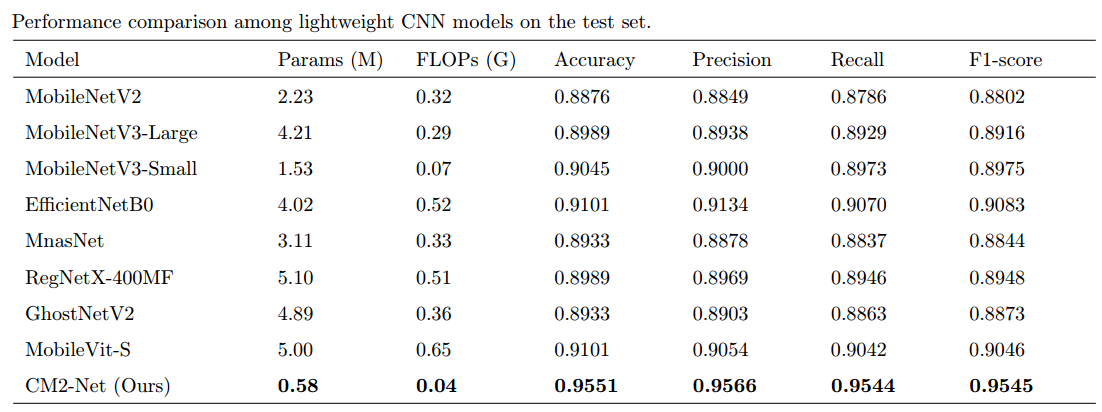 Performance comparison among lightweight CNN models on the test set.
Model Params (M) FLOPs (G) Accuracy Precision Recall F1-score
MobileNetV2 2.23 0.32 0.8876 0.8849 0.8786 0.8802
MobileNetV3-Large 4.21 0.29 0.8989 0.8938 0.8929 0.8916
MobileNetV3-Small 1.53 0.07 0.9045 0.9000 0.8973 0.8975
EfficientNetB0 4.02 0.52 0.9101 0.9134 0.9070 0.9083
MnasNet 3.11 0.33 0.8933 0.8878 0.8837 0.8844
RegNetX-400MF 5.10 0.51 0.8989 0.8969 0.8946 0.8948
GhostNetV2 4.89 0.36 0.8933 0.8903 0.8863 0.8873
MobileVit-S 5.00 0.65 0.9101 0.9054 0.9042 0.9046
CM2-Net (Ours) 0.58 0.04 0.9551 0.9566 0.9544 0.9545